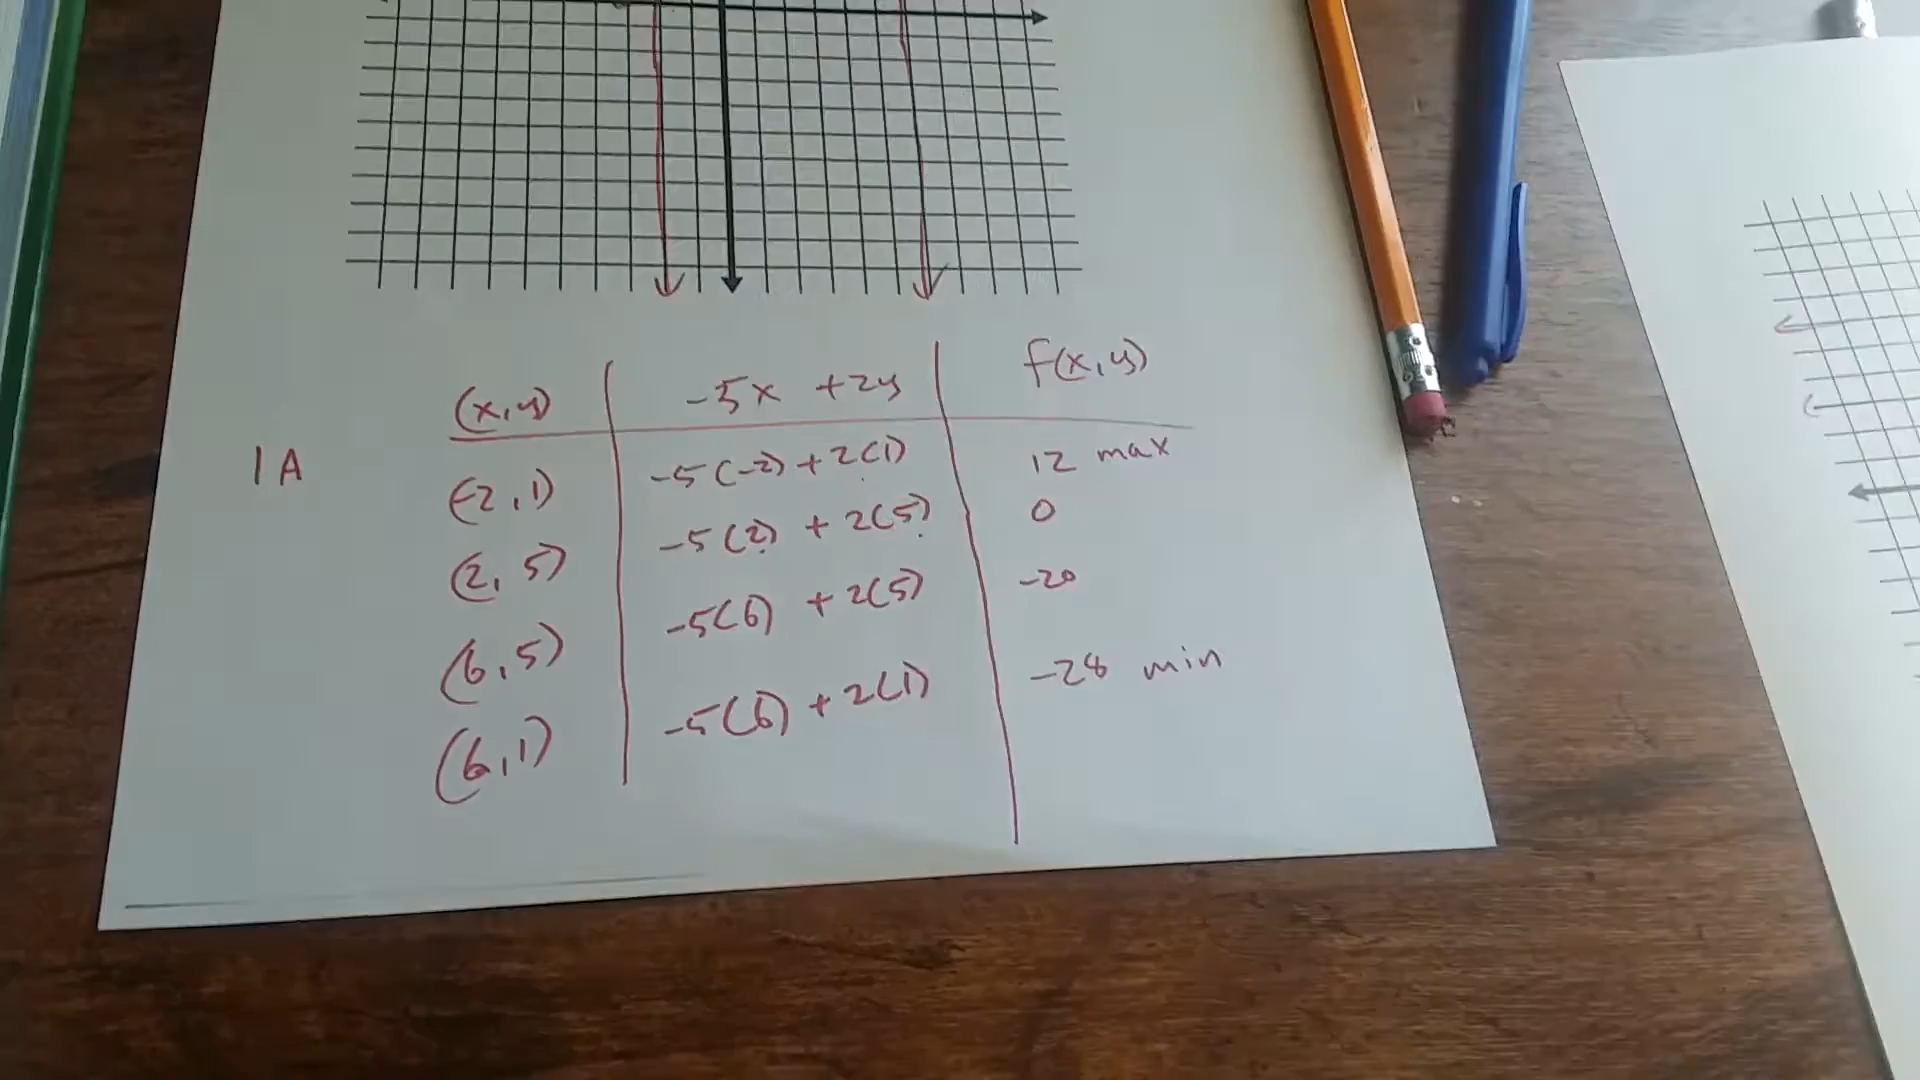 (x,y) -5x +2y f(x,y)
1A (-2,1) -5(-2)+2(1) 12 max
(2,5) -5(2) + 2(5) 0
(6,5) -5(6) + 2(5) -20
(6,1) -5(6) + 2(1) -28 min